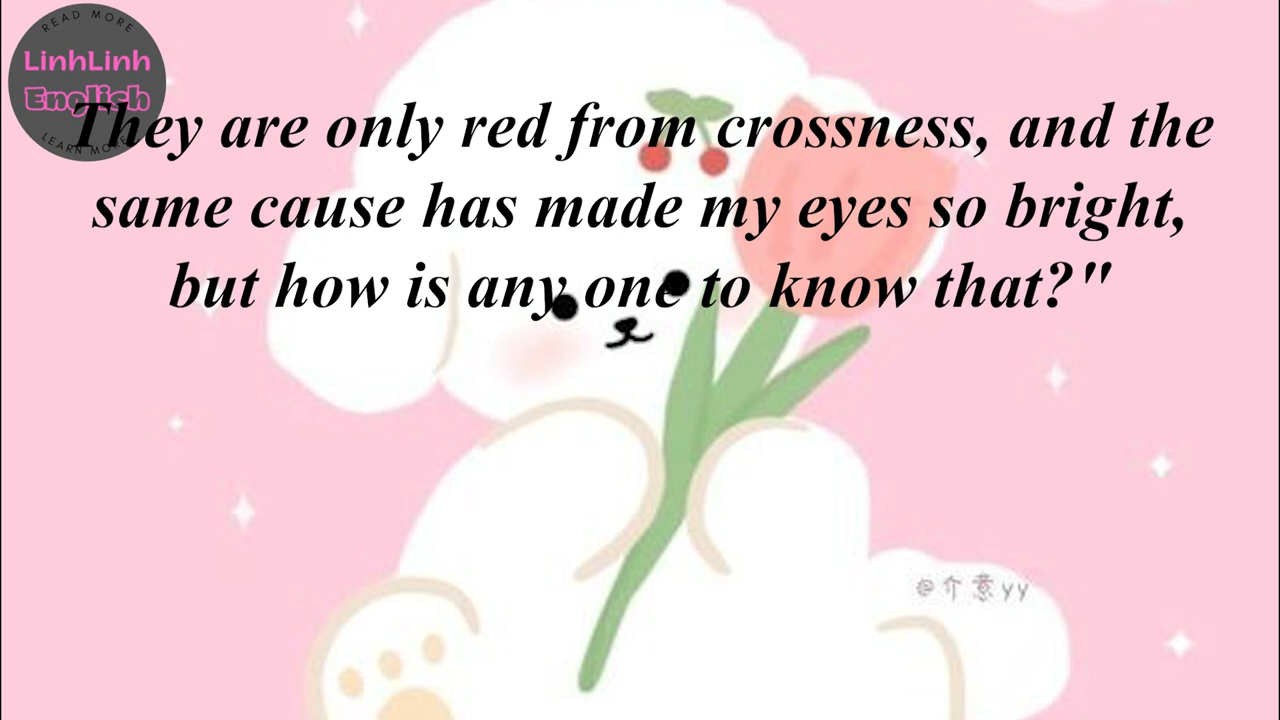 READ MORE
LinhLinh
English
LEARN MORE
They are only red from crossness, and the
same cause has made my eyes so bright,
but how is any one to know that?"
@介意yy